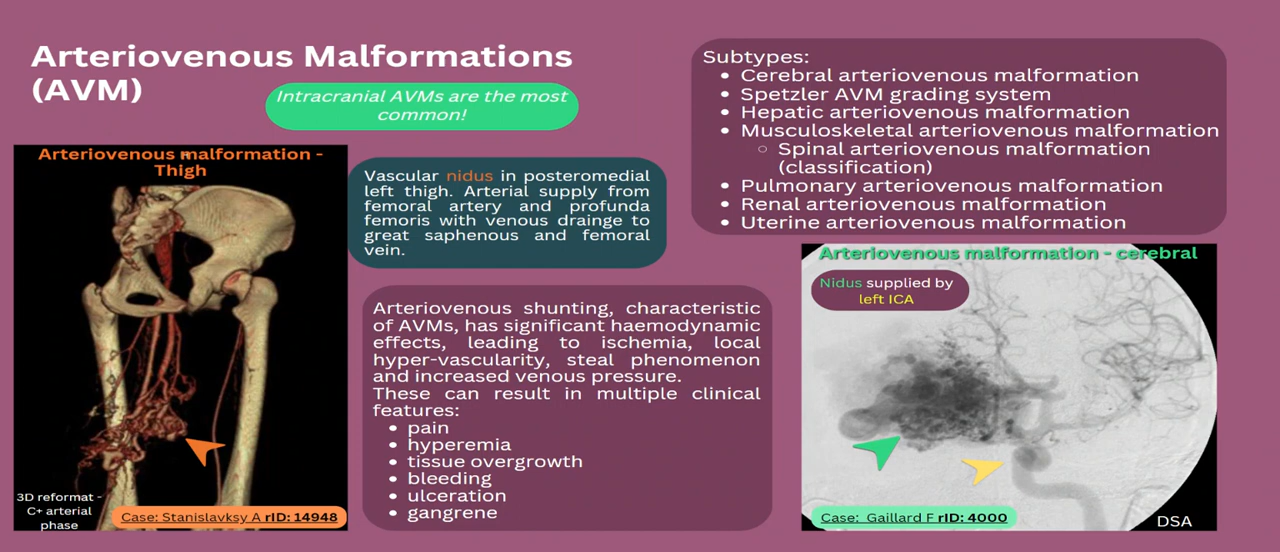 Arteriovenous Malformations
(AVM)
Intracranial AVMs are the most
common!
Arteriovenous malformation -
Thigh
3D reformat -
C+ arterial
phase
Case: Stanislavksy A rID: 14948
Vascular nidus in posteromedial
left thigh. Arterial supply from
femoral artery and profunda
femoris with venous drainge to
great saphenous and femoral
vein.
Arteriovenous shunting, characteristic
of AVMs, has significant haemodynamic
effects, leading to ischemia, local
hyper-vascularity, steal phenomenon
and increased venous pressure.
These can result in multiple clinical
features:
• pain
• hyperemia
• tissue overgrowth
• bleeding
• ulceration
• gangrene
Subtypes:
• Cerebral arteriovenous malformation
• Spetzler AVM grading system
• Hepatic arteriovenous malformation
• Musculoskeletal arteriovenous malformation
○ Spinal arteriovenous malformation
(classification)
• Pulmonary arteriovenous malformation
• Renal arteriovenous malformation
• Uterine arteriovenous malformation
Arteriovenous malformation - cerebral
Nidus supplied by
left ICA
Case: Gaillard F rID: 4000
DSA